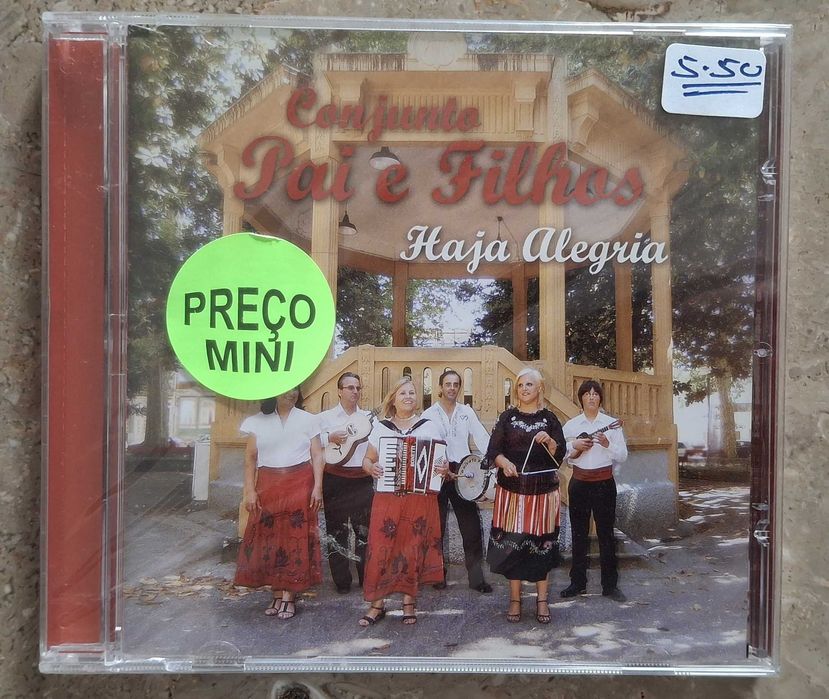 5.50
Conjunto
Pai e Filhos
Haja Alegria
PREÇO
MINI